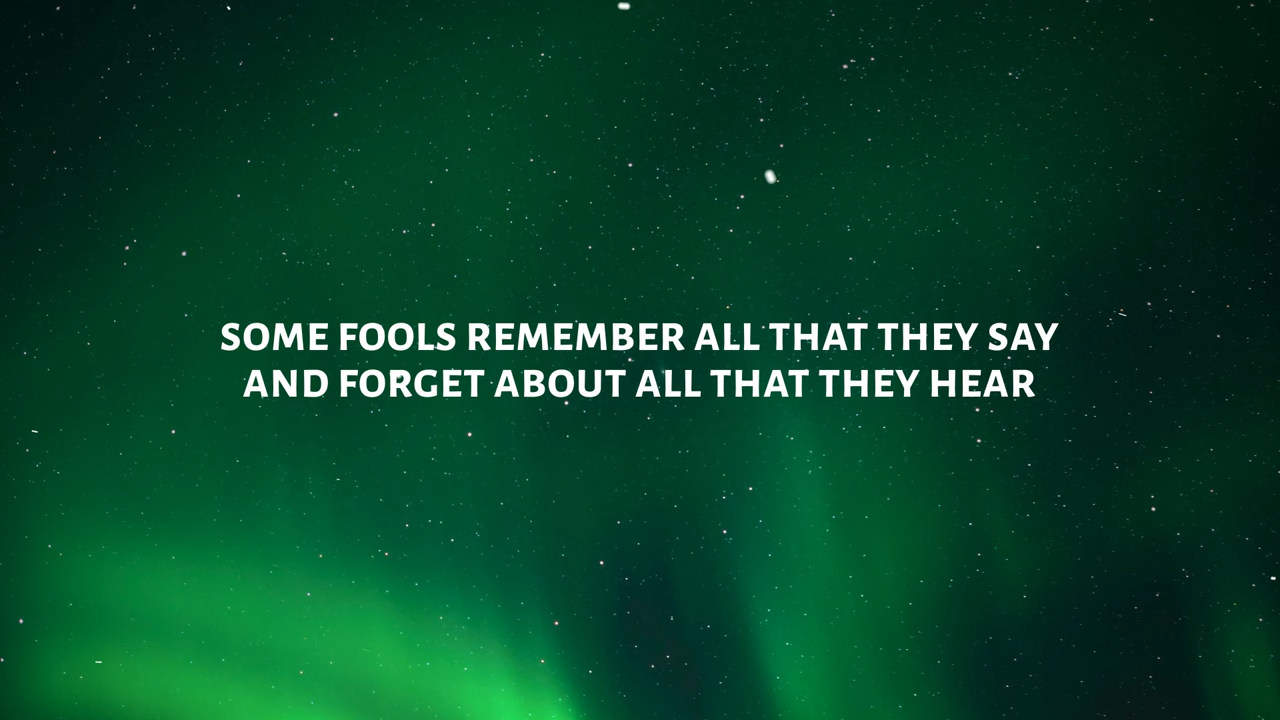 SOME FOOLS REMEMBER ALL THAT THEY SAY
AND FORGET ABOUT ALL THAT THEY HEAR